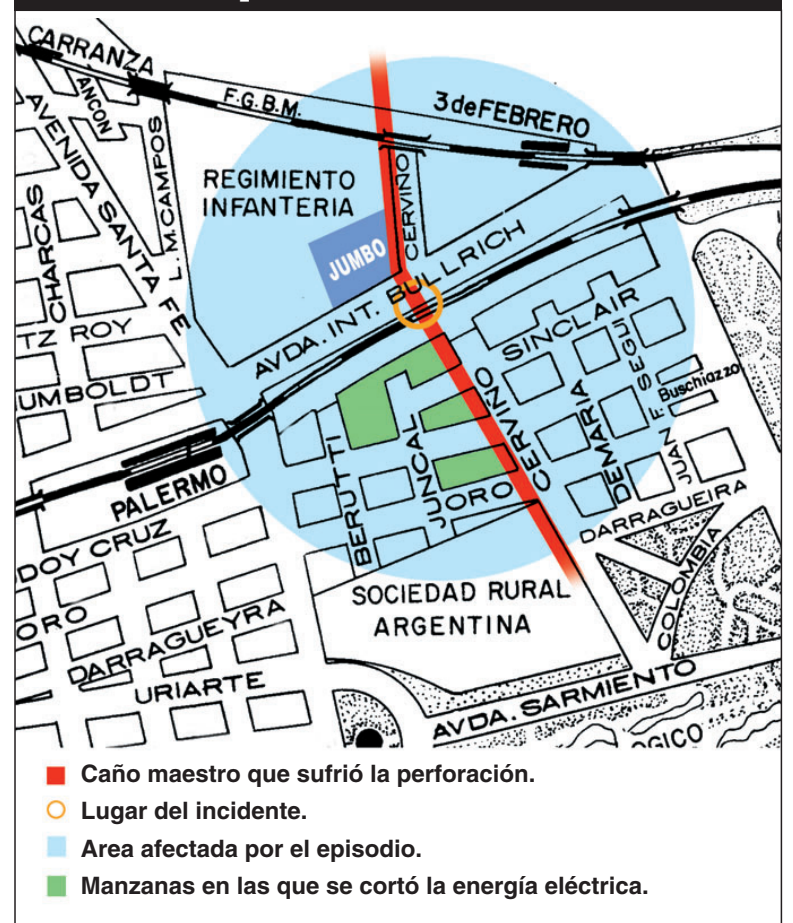 CARRANZA
ANCON
F.G.B.M.
3 de FEBRERO
AVENIDA SANTA FE
L.M.CAMPOS
REGIMIENTO
INFANTERIA
CERVIÑO
JUMBO
CHARCAS
AVDA. INT. BULLRICH
TZ ROY
UMBOLDT
SINCLAIR
SEGUI
Buschiazzo
JUAN F.
CERVIÑO
DEMARIA
BERUTTI
JUNCAL
ORO
PALERMO
DARRAGUEIRA
DOY CRUZ
COLOMBIA
SOCIEDAD RURAL
ARGENTINA
ORO
DARRAGUEYRA
URIARTE
AVDA. SARMIENTO
OGICO
Caño maestro que sufrió la perforación.
Lugar del incidente.
Area afectada por el episodio.
Manzanas en las que se cortó la energía eléctrica.